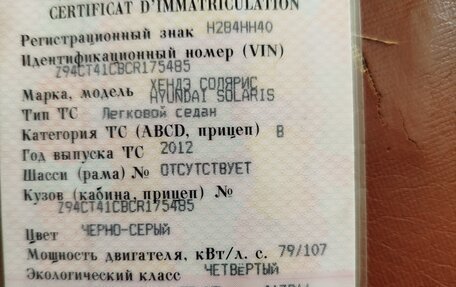 CERTIFICAT D'IMMATRICULATION
Регистрационный знак Н284НН40
Идентификационный номер (VIN)
Z94CT41CBCR175485
Марка, модель ХЕНДЭ СОЛЯРИС
HYUNDAI SOLARIS
Тип ТС Легковой седан
Категория ТС (ABCD, прицеп) B
Год выпуска ТС 2012
Шасси (рама) № ОТСУТСТВУЕТ
Кузов (кабина, прицеп) №
Z94CT41CBCR175485
Цвет ЧЕРНО-СЕРЫЙ
Мощность двигателя, кВт/л. с. 79/107
Экологический класс ЧЕТВЁРТЫЙ